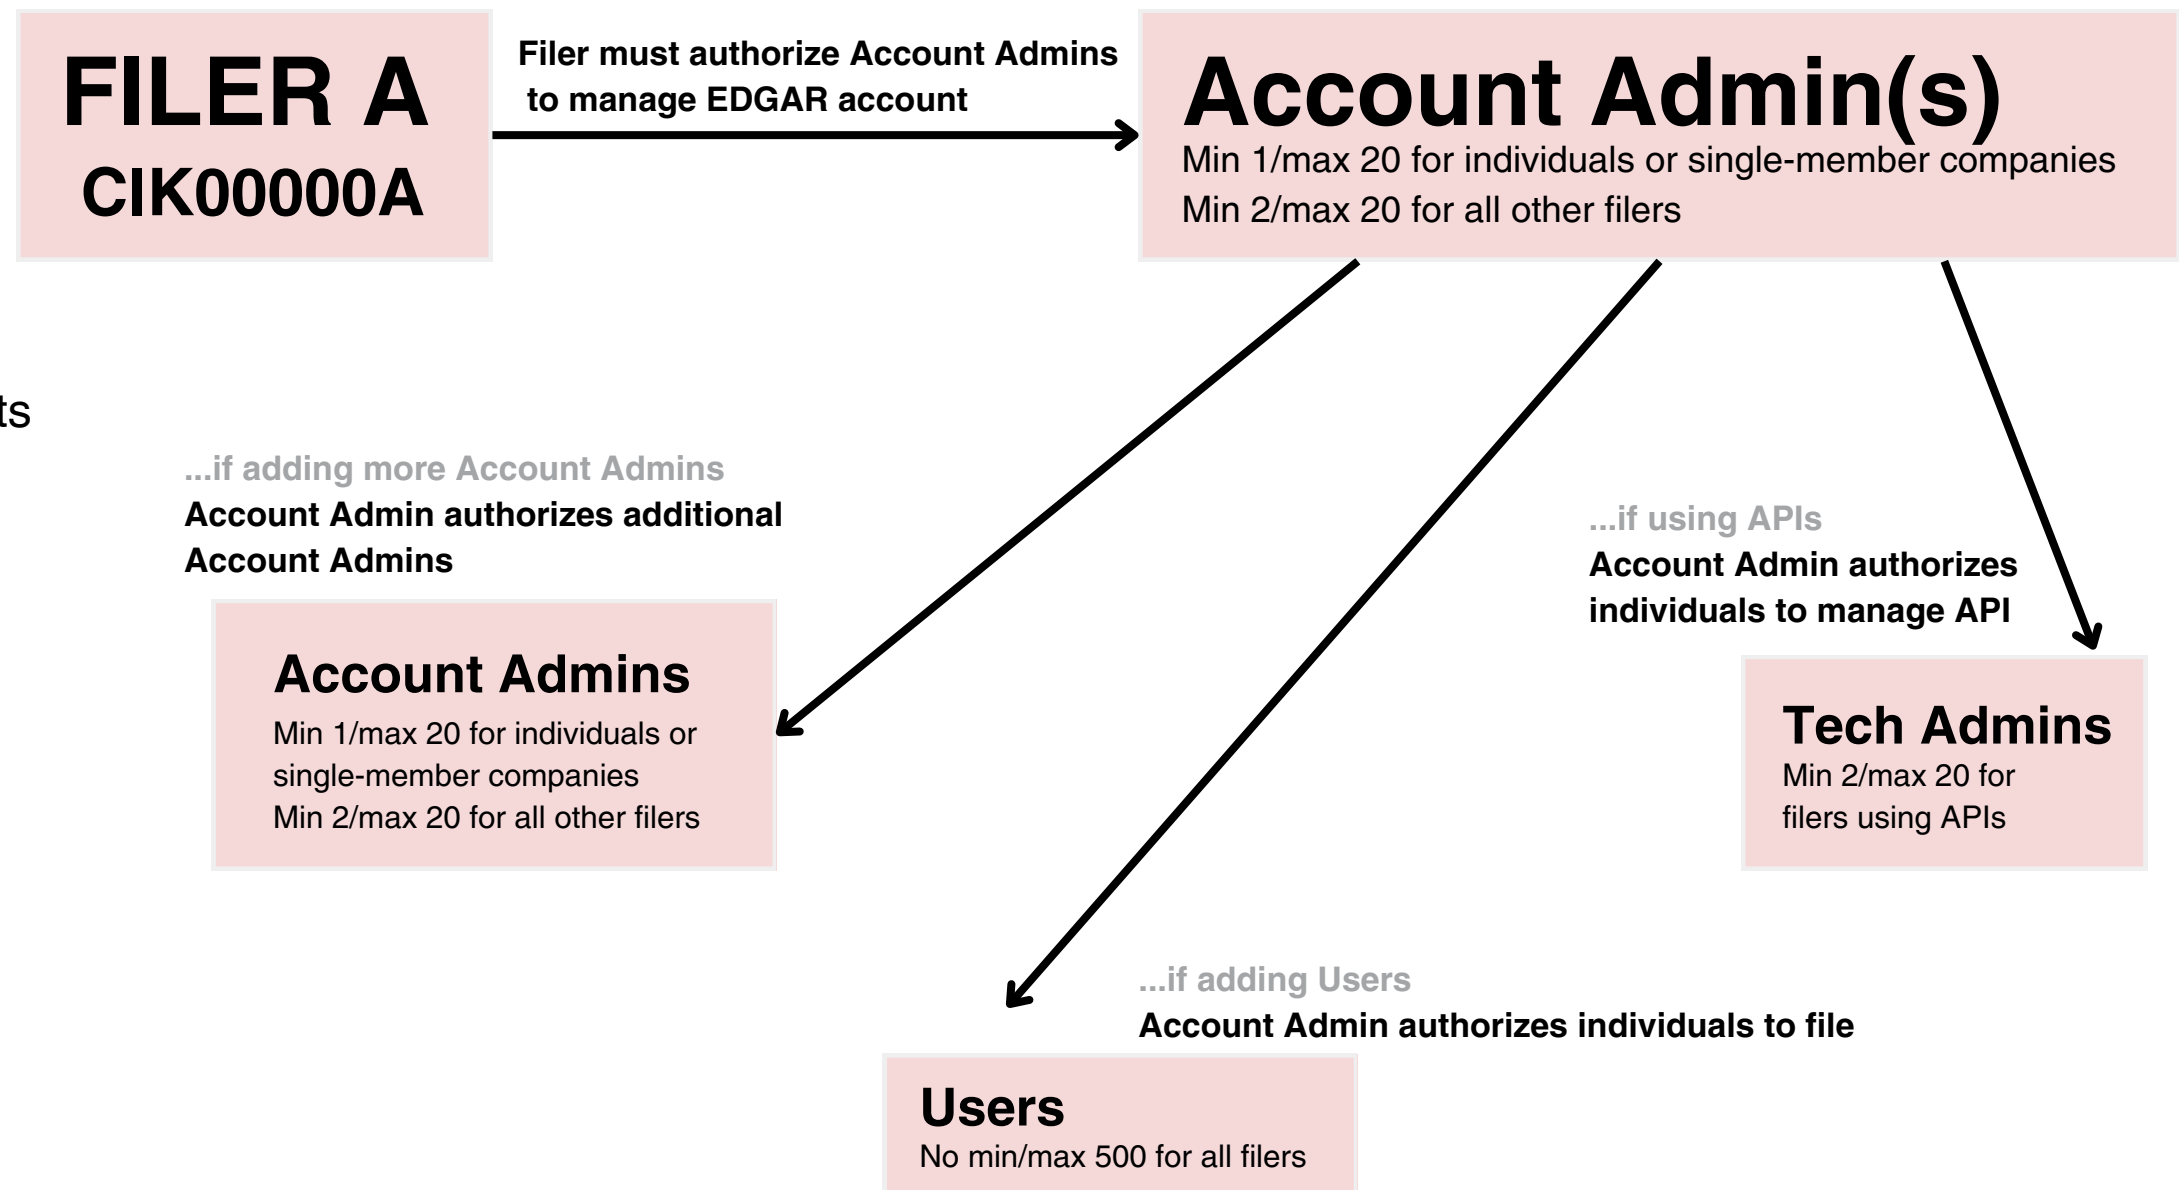 FILER A
CIK00000A
Filer must authorize Account Admins
to manage EDGAR account
Account Admin(s)
Min 1/max 20 for individuals or single-member companies
Min 2/max 20 for all other filers
ts
...if adding more Account Admins
Account Admin authorizes additional
Account Admins
Account Admins
Min 1/max 20 for individuals or
single-member companies
Min 2/max 20 for all other filers
...if using APIs
Account Admin authorizes
individuals to manage API
Tech Admins
Min 2/max 20 for
filers using APIs
...if adding Users
Account Admin authorizes individuals to file
Users
No min/max 500 for all filers